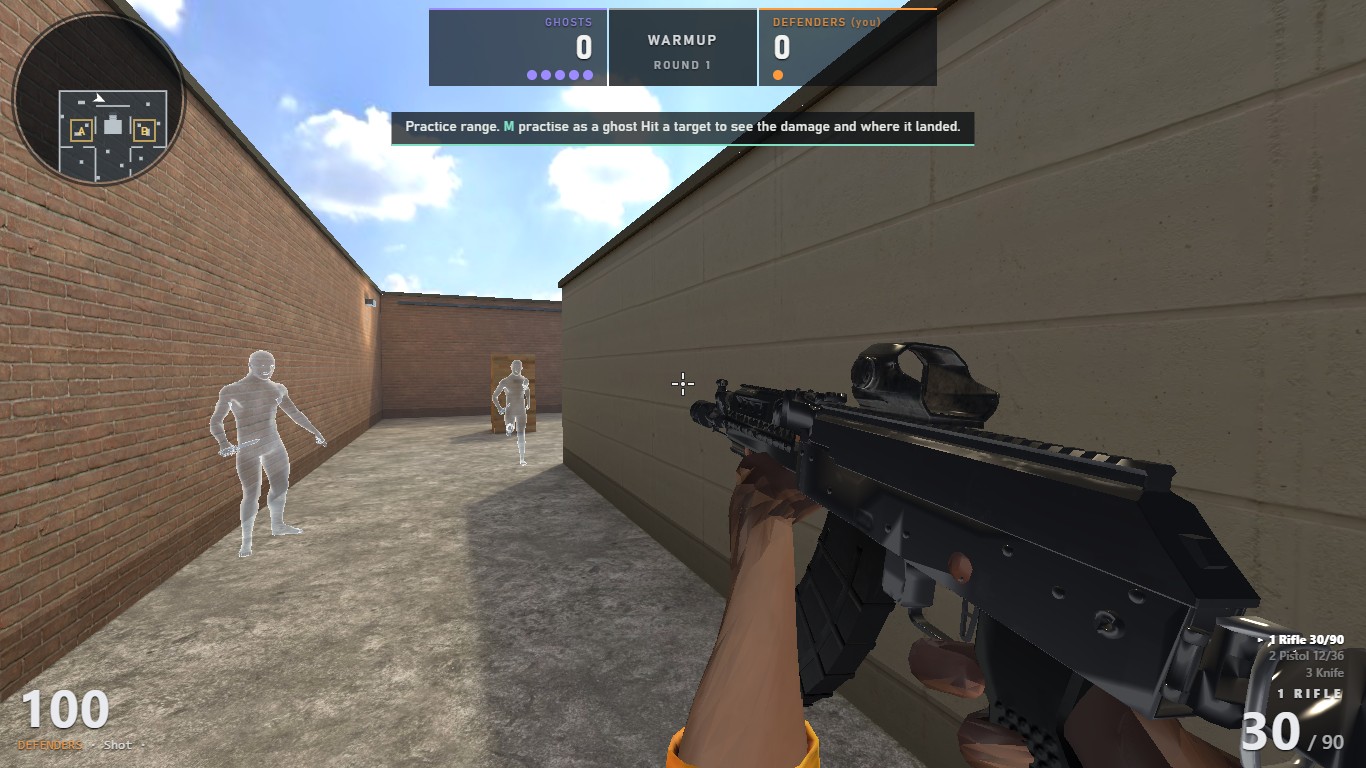 GHOSTS
0
WARMUP
ROUND 1
DEFENDERS (you)
0
Practice range. M practise as a ghost Hit a target to see the damage and where it landed.
A
B
1 Rifle 30/90
2 Pistol 12/36
3 Knife
1 RIFLE
30 / 90
100
DEFENDERS · Shot ·